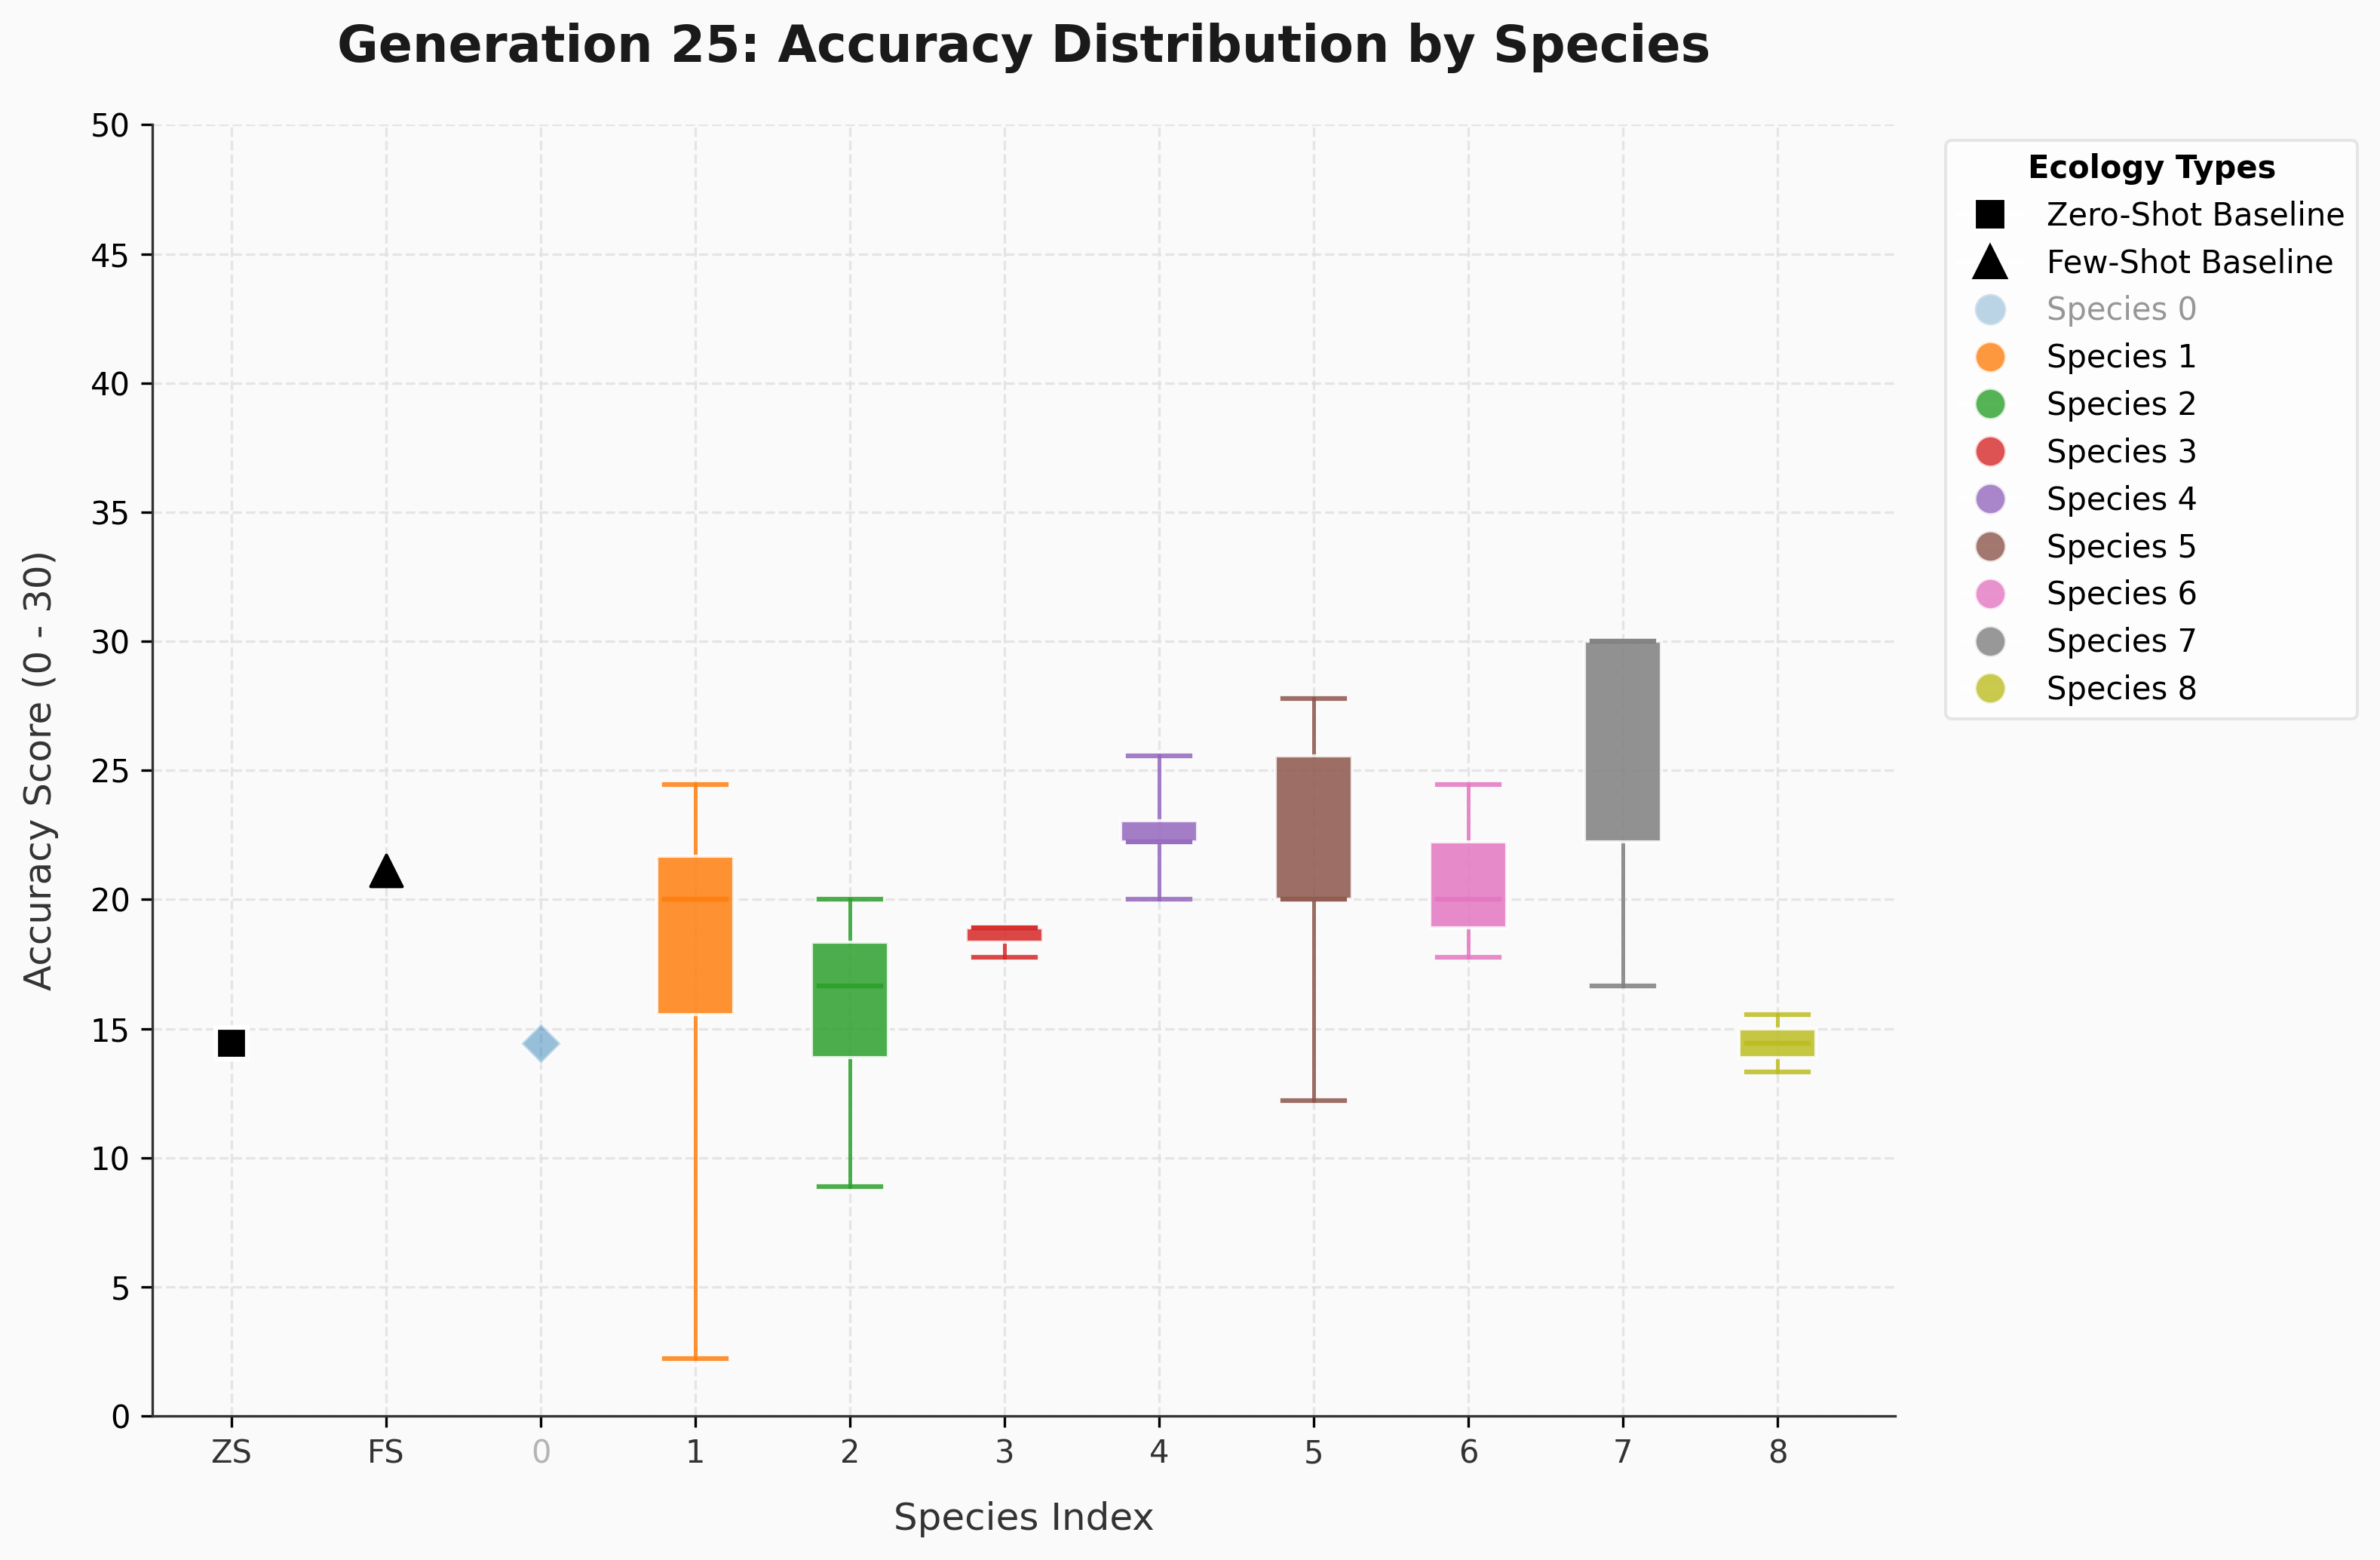 Generation 25: Accuracy Distribution by Species
50
45
40
35
30
25
20
15
10
5
0
Accuracy Score (0 - 30)
ZS FS 0 1 2 3 4 5 6 7 8
Species Index
Ecology Types
Zero-Shot Baseline
Few-Shot Baseline
Species 0
Species 1
Species 2
Species 3
Species 4
Species 5
Species 6
Species 7
Species 8